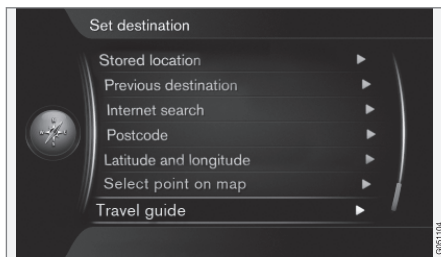 Set destination
Stored location
Previous destination
Internet search
Postcode
Latitude and longitude
Select point on map
Travel guide
G051104